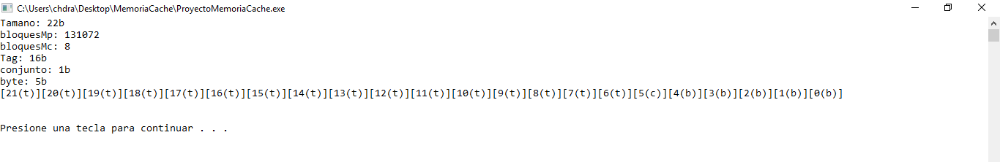 C:\Users\chdra\Desktop\MemoriaCache\ProyectoMemoriaCache.exe
Tamano: 22b
bloquesMp: 131072
bloquesMc: 8
Tag: 16b
conjunto: 1b
byte: 5b
[21(t)][20(t)][19(t)][18(t)][17(t)][16(t)][15(t)][14(t)][13(t)][12(t)][11(t)][10(t)][9(t)][8(t)][7(t)][6(t)][5(c)][4(b)][3(b)][2(b)][1(b)][0(b)]
Presione una tecla para continuar . . .